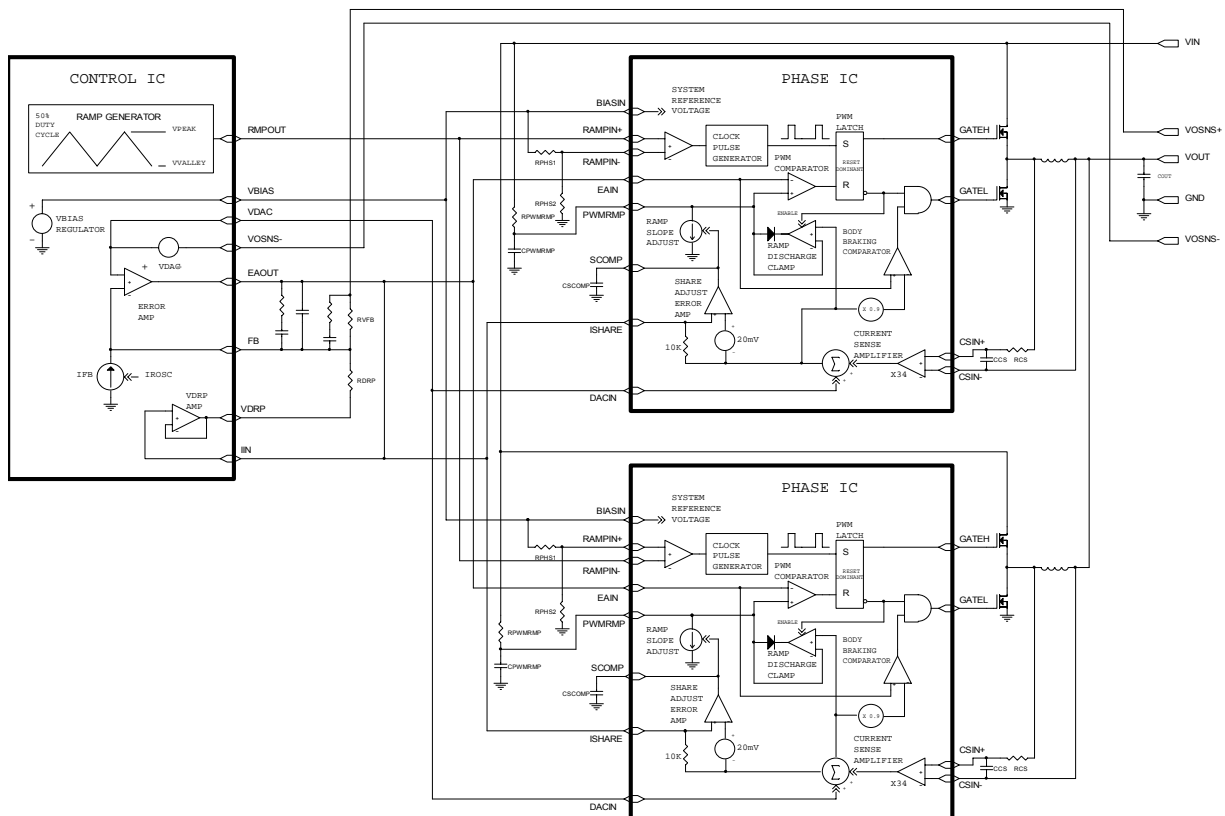 CONTROL IC
50%
DUTY
CYCLE
RAMP GENERATOR
VPEAK
VVALLEY
RMPOUT
+
-
VBIAS
REGULATOR
VBIAS
VDAC
VOSNS-
VDAC
EAOUT
+
-
ERROR
AMP
FB
IFB
IROSC
VDRP
AMP
+
-
VDRP
IIN
RVFB
RDRP
RPHS1
RPHS2
RPWMRMP
CPWMRMP
CSCOMP
BIASIN
RAMPIN+
RAMPIN-
EAIN
PWMRMP
SCOMP
ISHARE
DACIN
PHASE IC
SYSTEM
REFERENCE
VOLTAGE
+
-
CLOCK
PULSE
GENERATOR
PWM
LATCH
S
RESET
DOMINANT
R
PWM
COMPARATOR
-
+
ENABLE
RAMP
SLOPE
ADJUST
RAMP
DISCHARGE
CLAMP
BODY
BRAKING
COMPARATOR
SHARE
ADJUST
ERROR
AMP
X 0.9
10K
20mV
CURRENT
SENSE
AMPLIFIER
Σ
X34
GATEH
GATEL
CSIN+
CSIN-
CCS
RCS
VIN
VOSNS+
VOUT
COUT
GND
VOSNS-
RPHS1
RPHS2
RPWMRMP
CPWMRMP
CSCOMP
BIASIN
RAMPIN+
RAMPIN-
EAIN
PWMRMP
SCOMP
ISHARE
DACIN
PHASE IC
SYSTEM
REFERENCE
VOLTAGE
+
-
CLOCK
PULSE
GENERATOR
PWM
LATCH
S
RESET
DOMINANT
R
PWM
COMPARATOR
-
+
ENABLE
RAMP
SLOPE
ADJUST
RAMP
DISCHARGE
CLAMP
BODY
BRAKING
COMPARATOR
SHARE
ADJUST
ERROR
AMP
X 0.9
10K
20mV
CURRENT
SENSE
AMPLIFIER
Σ
X34
GATEH
GATEL
CSIN+
CSIN-
CCS
RCS